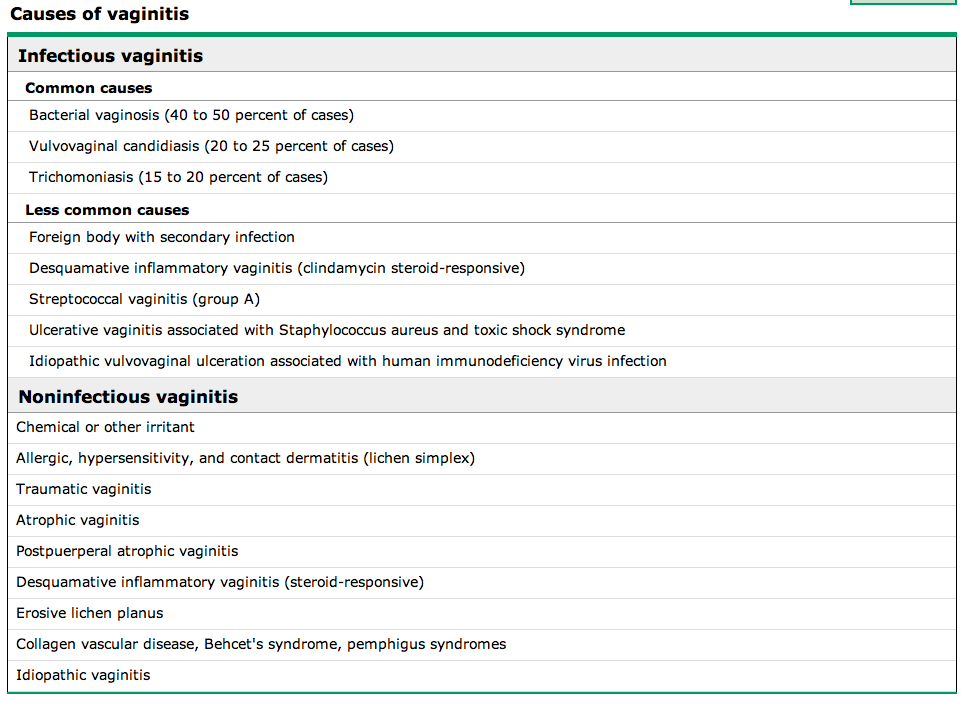 Causes of vaginitis
Infectious vaginitis
Common causes
Bacterial vaginosis (40 to 50 percent of cases)
Vulvovaginal candidiasis (20 to 25 percent of cases)
Trichomoniasis (15 to 20 percent of cases)
Less common causes
Foreign body with secondary infection
Desquamative inflammatory vaginitis (clindamycin steroid-responsive)
Streptococcal vaginitis (group A)
Ulcerative vaginitis associated with Staphylococcus aureus and toxic shock syndrome
Idiopathic vulvovaginal ulceration associated with human immunodeficiency virus infection
Noninfectious vaginitis
Chemical or other irritant
Allergic, hypersensitivity, and contact dermatitis (lichen simplex)
Traumatic vaginitis
Atrophic vaginitis
Postpuerperal atrophic vaginitis
Desquamative inflammatory vaginitis (steroid-responsive)
Erosive lichen planus
Collagen vascular disease, Behcet's syndrome, pemphigus syndromes
Idiopathic vaginitis